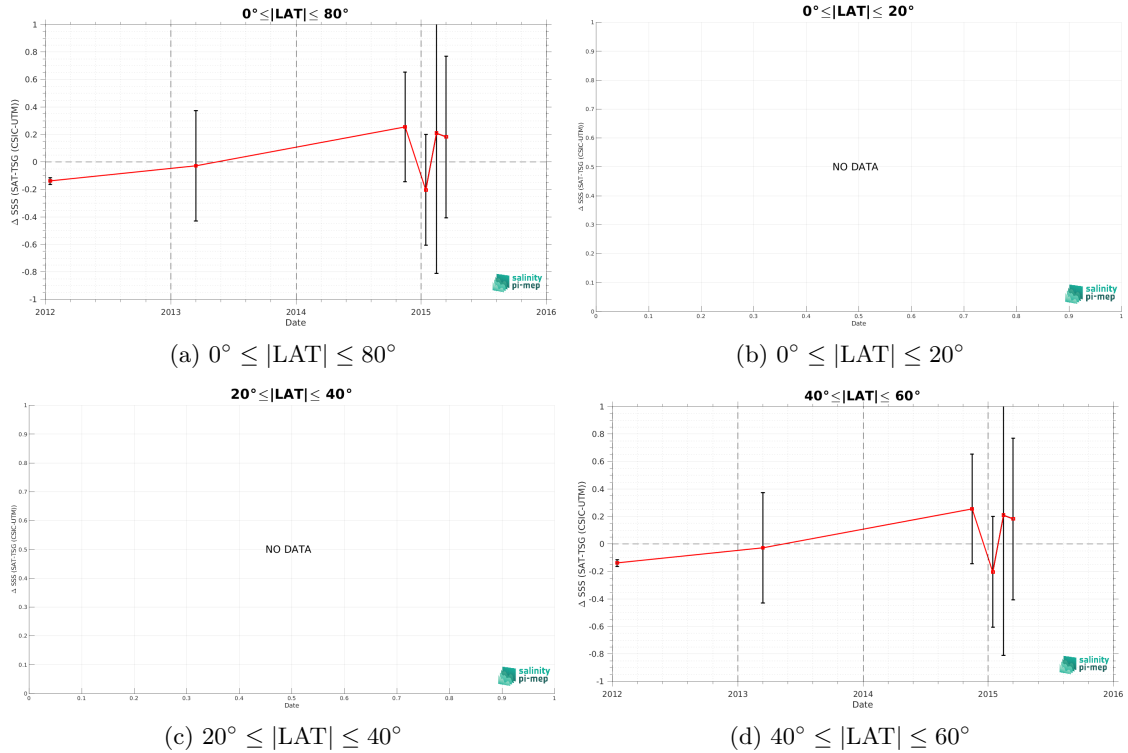 0°≤|LAT|≤ 80°
Δ SSS (SAT-TSG (CSIC-UTM))
1
0.8
0.6
0.4
0.2
0
-0.2
-0.4
-0.6
-0.8
-1
2012 2013 2014 2015 2016
Date
salinity
pi-mep
(a) 0° ≤ |LAT| ≤ 80°
0°≤|LAT|≤ 20°
Δ SSS (SAT-TSG (CSIC-UTM))
1
0.9
0.8
0.7
0.6
0.5
0.4
0.3
0.2
0.1
0
NO DATA
0 0.1 0.2 0.3 0.4 0.5 0.6 0.7 0.8 0.9 1
Date
salinity
pi-mep
(b) 0° ≤ |LAT| ≤ 20°
20°≤|LAT|≤ 40°
Δ SSS (SAT-TSG (CSIC-UTM))
1
0.9
0.8
0.7
0.6
0.5
0.4
0.3
0.2
0.1
0
NO DATA
0 0.1 0.2 0.3 0.4 0.5 0.6 0.7 0.8 0.9 1
Date
salinity
pi-mep
(c) 20° ≤ |LAT| ≤ 40°
40°≤|LAT|≤ 60°
Δ SSS (SAT-TSG (CSIC-UTM))
1
0.8
0.6
0.4
0.2
0
-0.2
-0.4
-0.6
-0.8
-1
2012 2013 2014 2015 2016
Date
salinity
pi-mep
(d) 40° ≤ |LAT| ≤ 60°